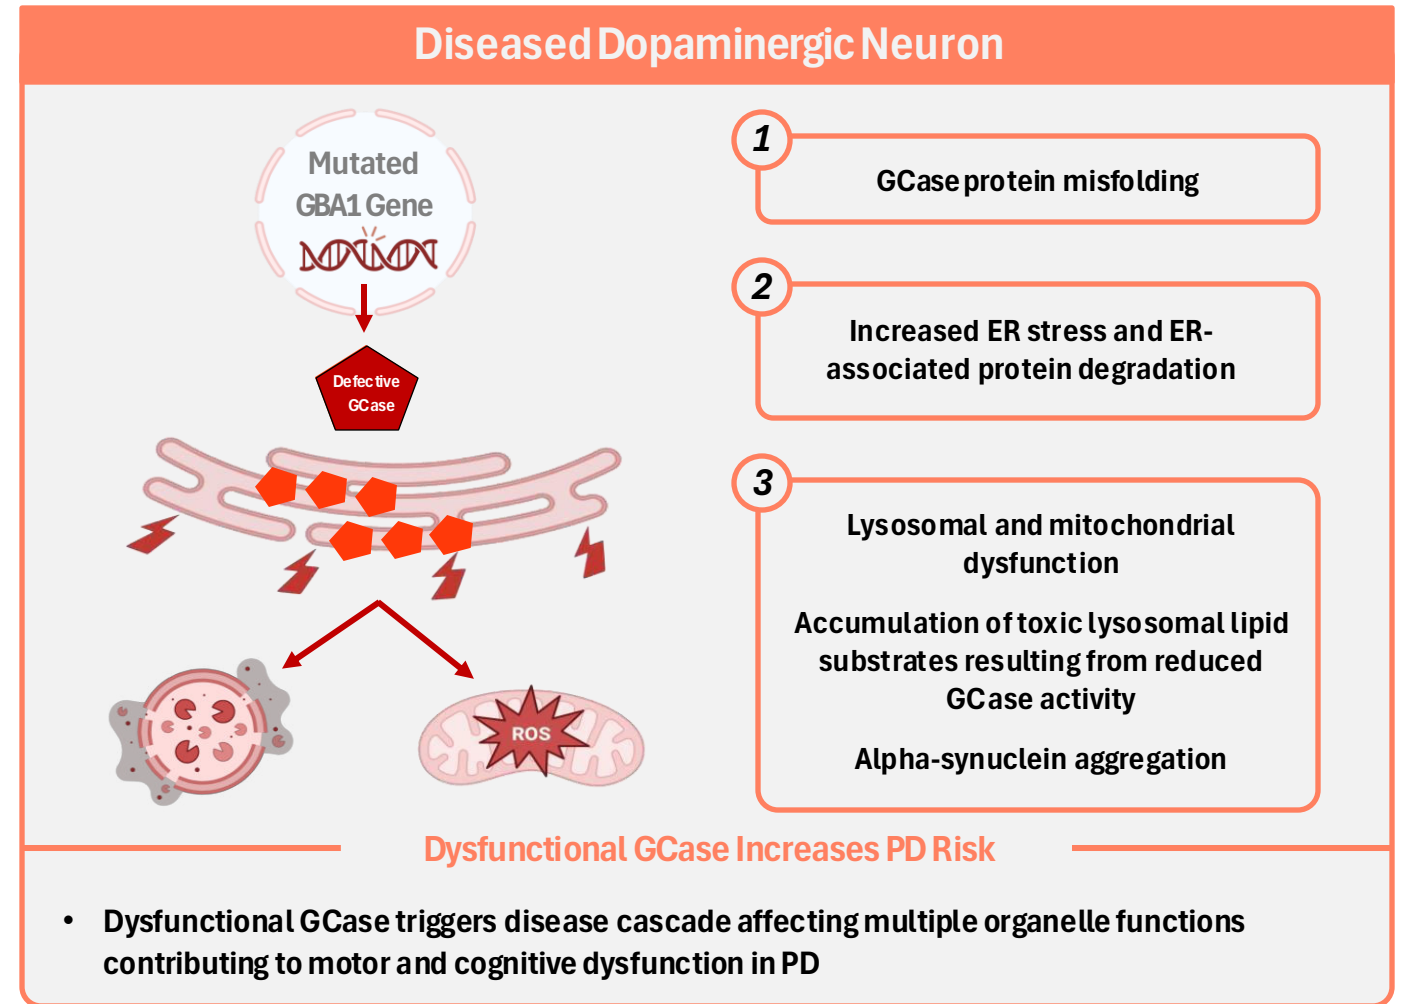 Diseased Dopaminergic Neuron
Mutated
GBA1 Gene
Defective
GCase
ROS
1
GCase protein misfolding
2
Increased ER stress and ER-
associated protein degradation
3
Lysosomal and mitochondrial
dysfunction
Accumulation of toxic lysosomal lipid
substrates resulting from reduced
GCase activity
Alpha-synuclein aggregation
Dysfunctional GCase Increases PD Risk
• Dysfunctional GCase triggers disease cascade affecting multiple organelle functions
contributing to motor and cognitive dysfunction in PD